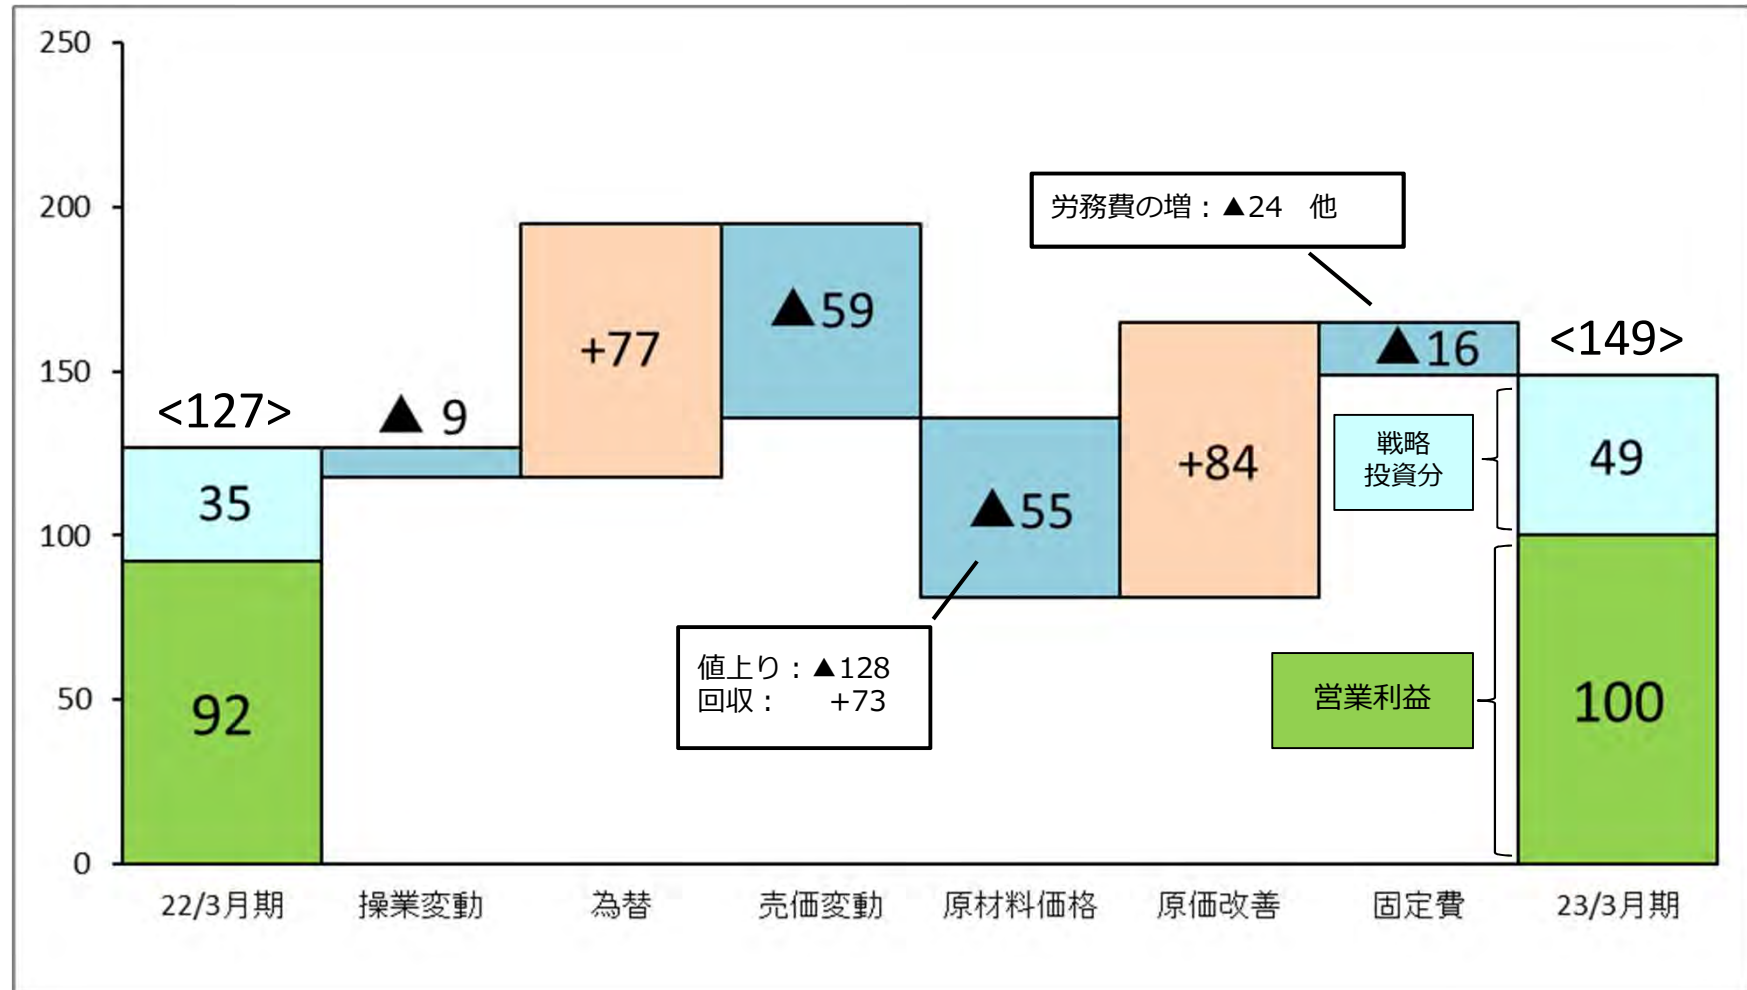 250
200
150
100
50
0
<127>
35
92
▲ 9
+77
▲59
▲55
値上り：▲128
回収：　+73
+84
労務費の増：▲24　他
▲16
<149>
49
100
戦略
投資分
営業利益
22/3月期
操業変動
為替
売価変動
原材料価格
原価改善
固定費
23/3月期